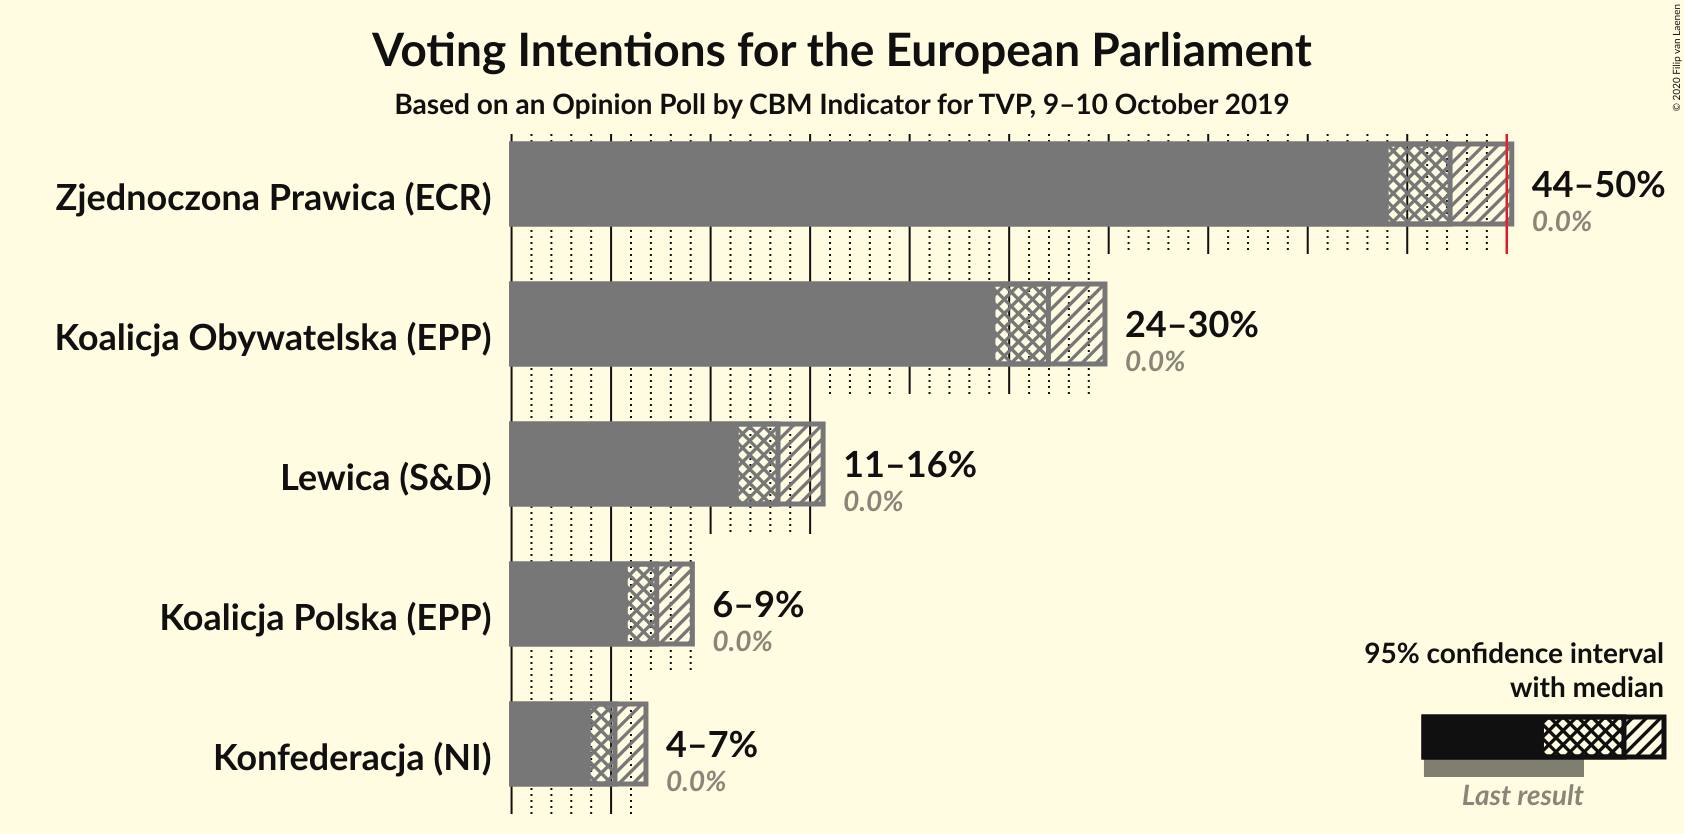 Voting Intentions for the European Parliament
Based on an Opinion Poll by CBM Indicator for TVP, 9–10 October 2019
© 2020 Filip van Laenen
Zjednoczona Prawica (ECR)
44–50%
0.0%
Koalicja Obywatelska (EPP)
24–30%
0.0%
Lewica (S&D)
11–16%
0.0%
Koalicja Polska (EPP)
6–9%
0.0%
Konfederacja (NI)
4–7%
0.0%
95% confidence interval
with median
Last result